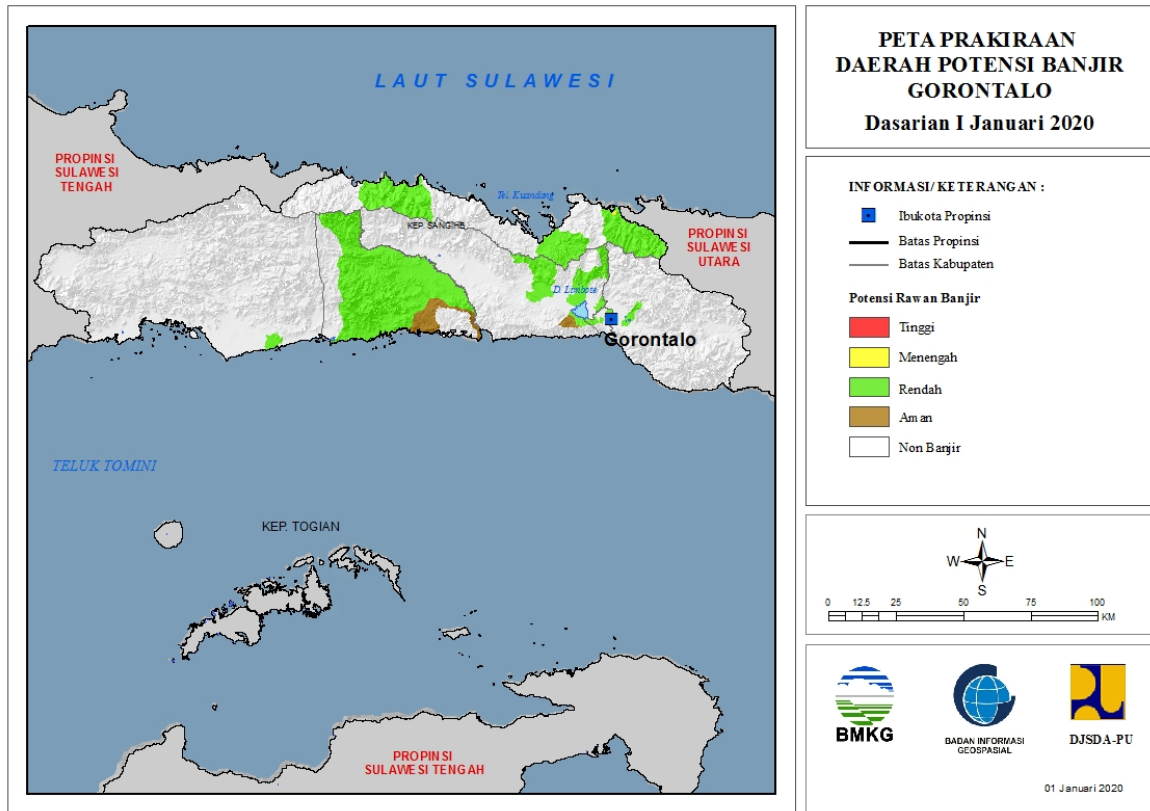 LAUT SULAWESI
PROPINSI
SULAWESI
TENGAH
Tel. Kuandang
KEP. SANGIHE
PROPINSI
SULAWESI
UTARA
D. Limboto
Gorontalo
TELUK TOMINI
KEP. TOGIAN
PROPINSI
SULAWESI TENGAH
PETA PRAKIRAAN
DAERAH POTENSI BANJIR
GORONTALO
Dasarian I Januari 2020
INFORMASI/ KETERANGAN :
Ibukota Propinsi
Batas Propinsi
Batas Kabupaten
Potensi Rawan Banjir
Tinggi
Menengah
Rendah
Aman
Non Banjir
N
W E
S
0 12.5 25 50 75 100
KM
BMKG
BADAN INFORMASI
GEOSPASIAL
DJSDA-PU
01 Januari 2020